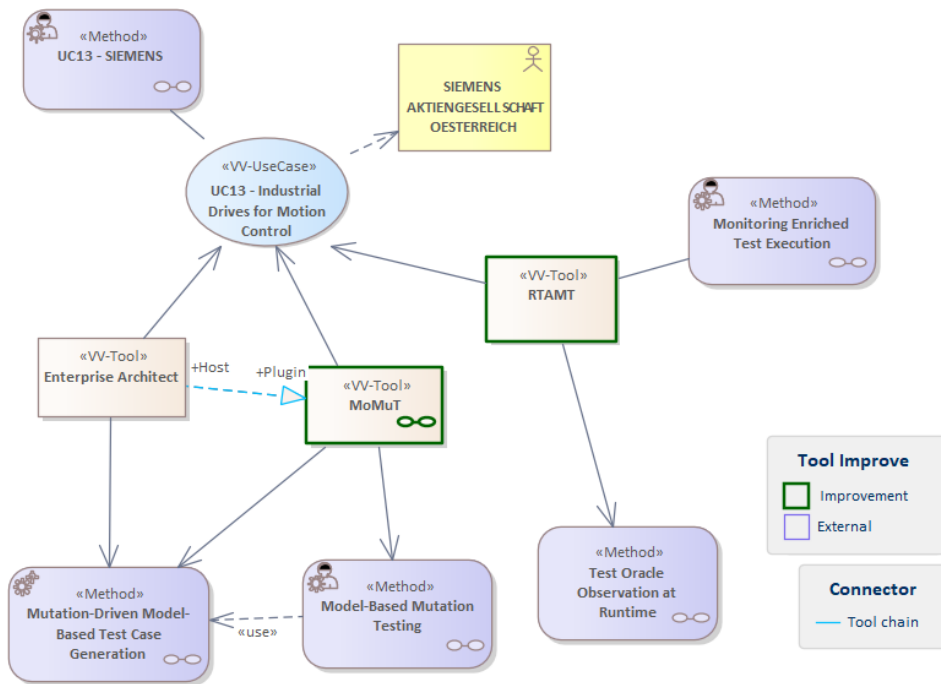 «Method»
UC13 - SIEMENS
SIEMENS
AKTIENGESELLSCHAFT
OESTERREICH
«VV-UseCase»
UC13 - Industrial
Drives for Motion
Control
«Method»
Monitoring Enriched
Test Execution
«VV-Tool»
RTAMT
«VV-Tool»
Enterprise Architect
+Host
+Plugin
«VV-Tool»
MoMuT
Tool Improve
Improvement
External
Connector
Tool chain
«Method»
Mutation-Driven Model-
Based Test Case
Generation
«use»
«Method»
Model-Based Mutation
Testing
«Method»
Test Oracle
Observation at
Runtime